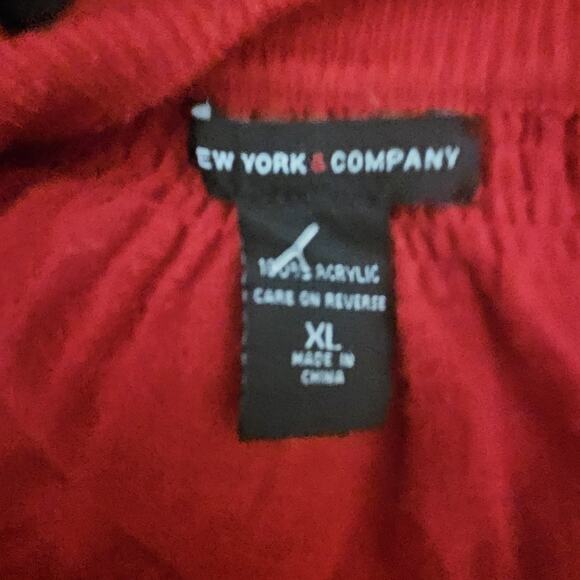 EW YORK & COMPANY
100% ACRYLIC
CARE ON REVERSE
XL
MADE IN
CHINA